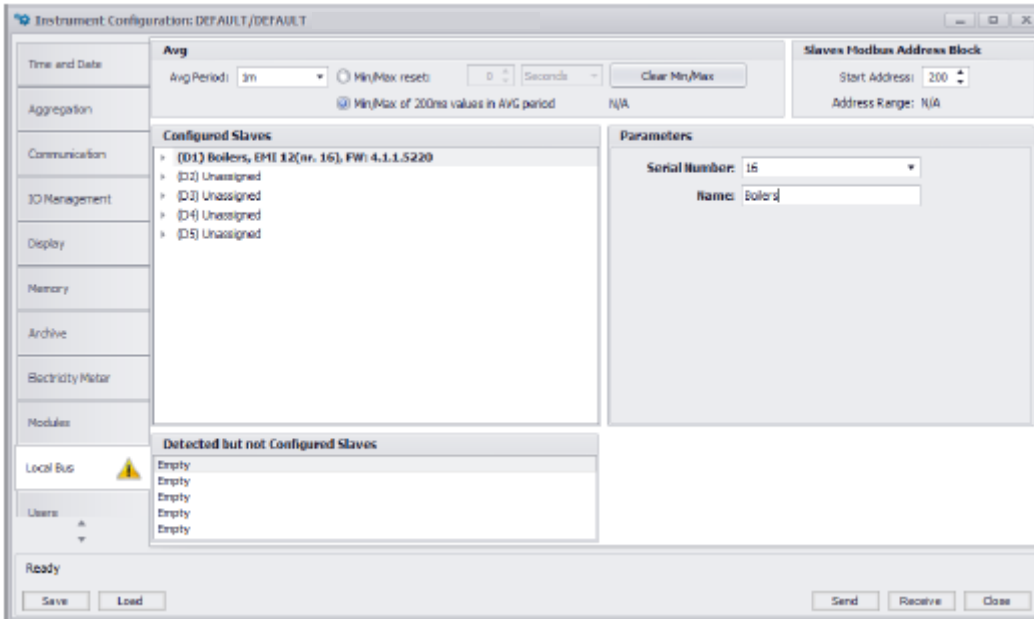 Instrument Configuration: DEFAULT/DEFAULT
Time and Date
Aggregation
Communication
IO Management
Display
Memory
Archive
Electricity Meter
Modules
Local Bus
Users
Avg
Avg Period: 1m
Min/Max reset: 0 Seconds Clear Min/Max
Min/Max of 200ms values in AVG period N/A
Slaves Modbus Address Block
Start Address: 200
Address Range: N/A
Configured Slaves
(D1) Boilers, EMI 12(nr. 16), FW: 4.1.1.5220
(D2) Unassigned
(D3) Unassigned
(D4) Unassigned
(D5) Unassigned
Parameters
Serial Number: 16
Name: Boilers
Detected but not Configured Slaves
Empty
Empty
Empty
Empty
Empty
Ready
Save Load Send Receive Close